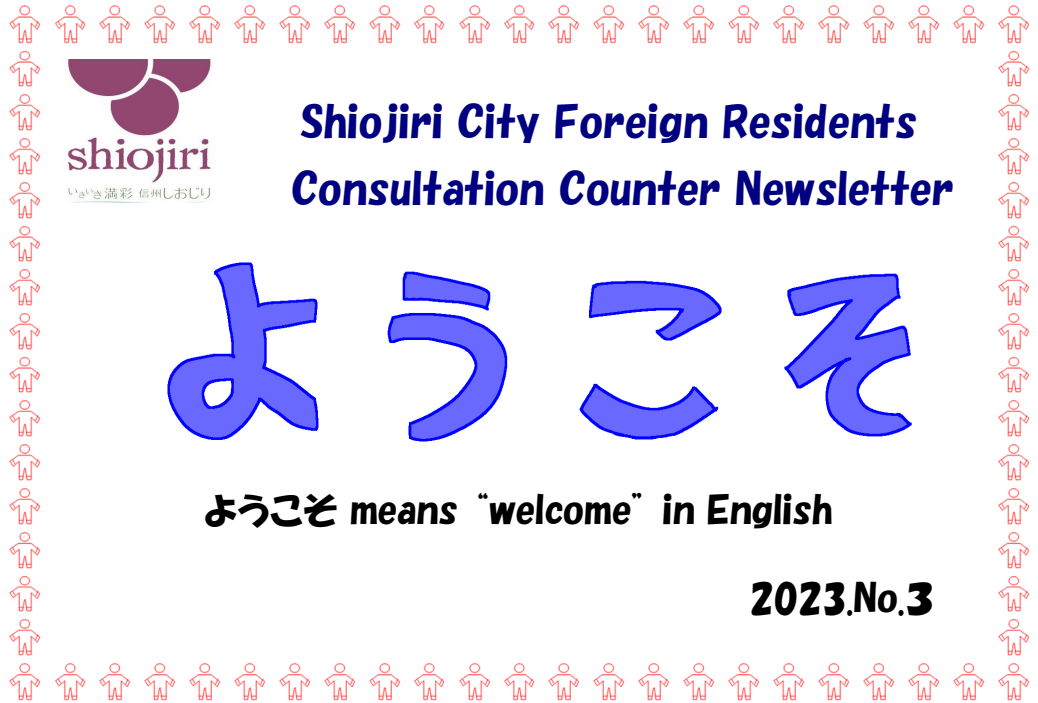 shiojiri
いきいき満彩 信州しおじり
Shiojiri City Foreign Residents
Consultation Counter Newsletter
ようこそ
ようこそ means “welcome” in English
2023.No.3